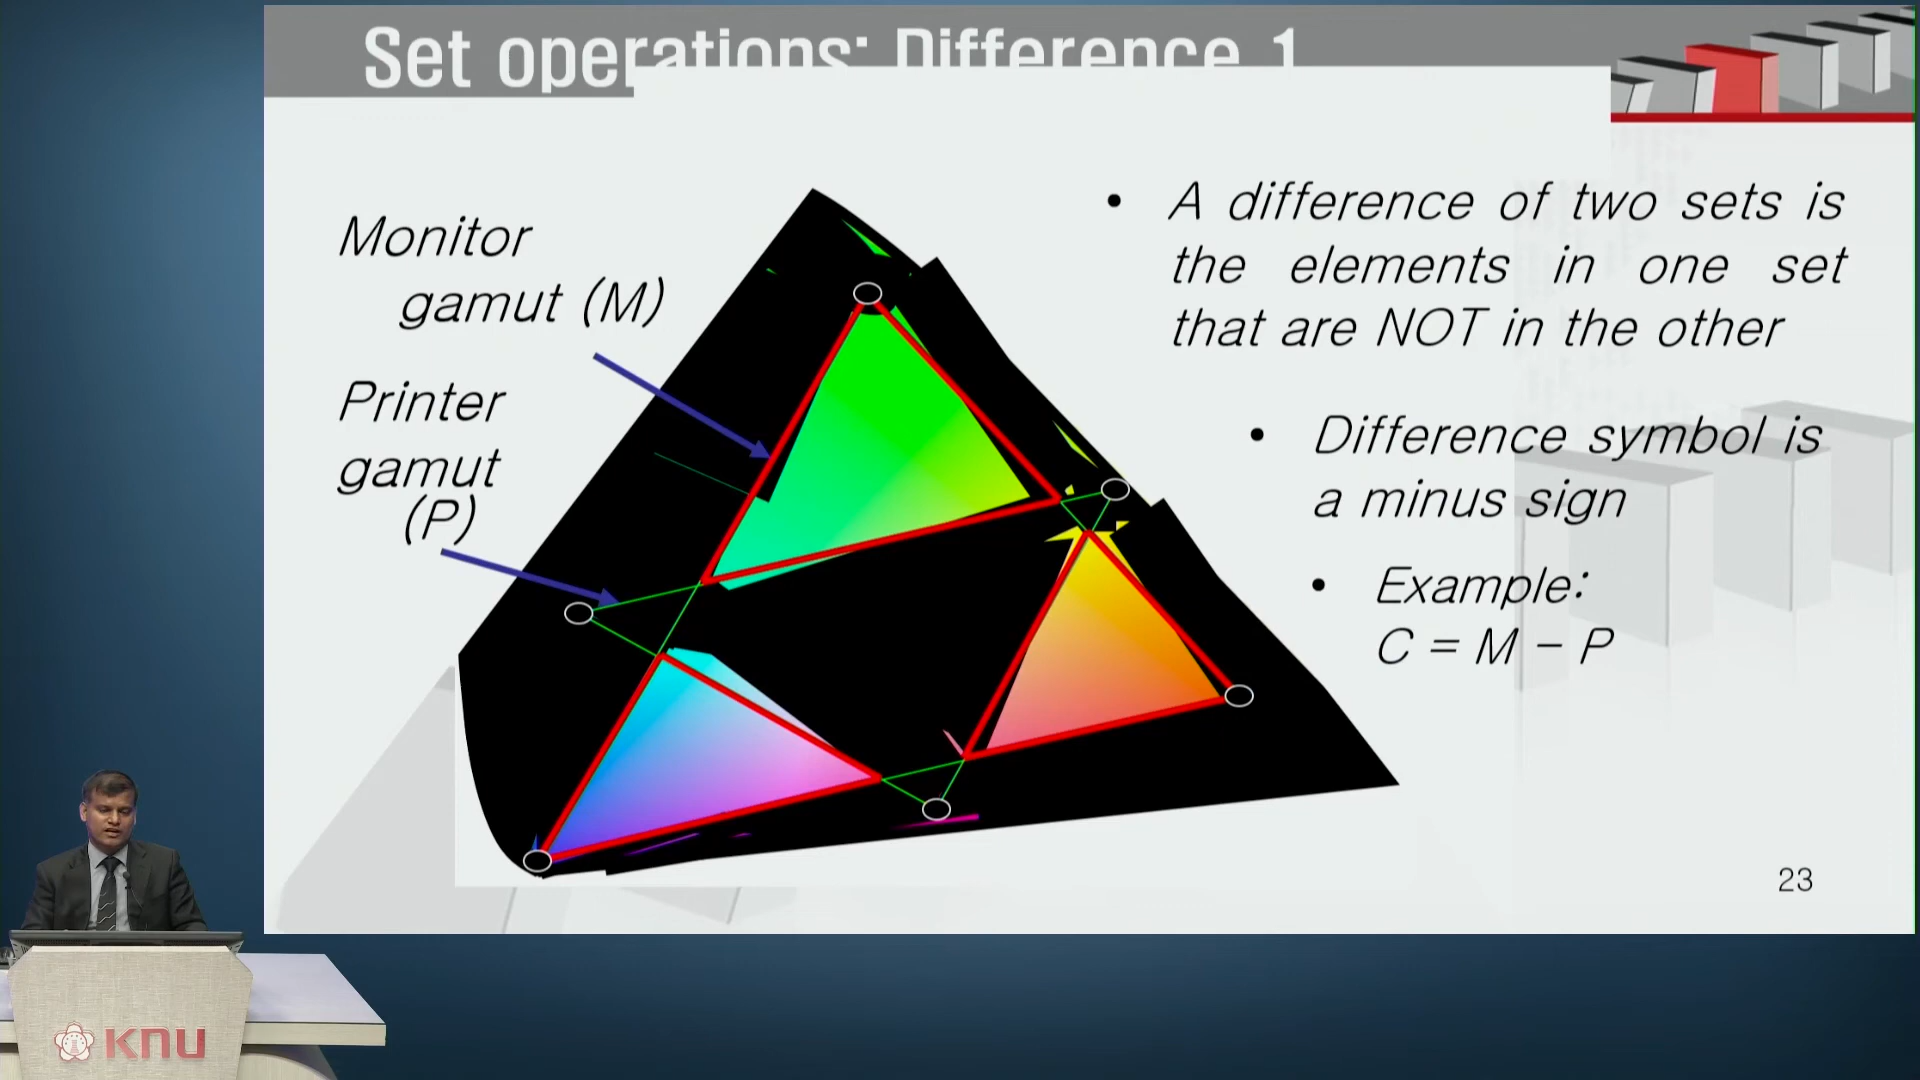 Set operations: Difference 1
Monitor
gamut (M)
Printer
gamut
(P)
• A difference of two sets is
the elements in one set
that are NOT in the other
• Difference symbol is
a minus sign
• Example:
C = M − P
23
KNU